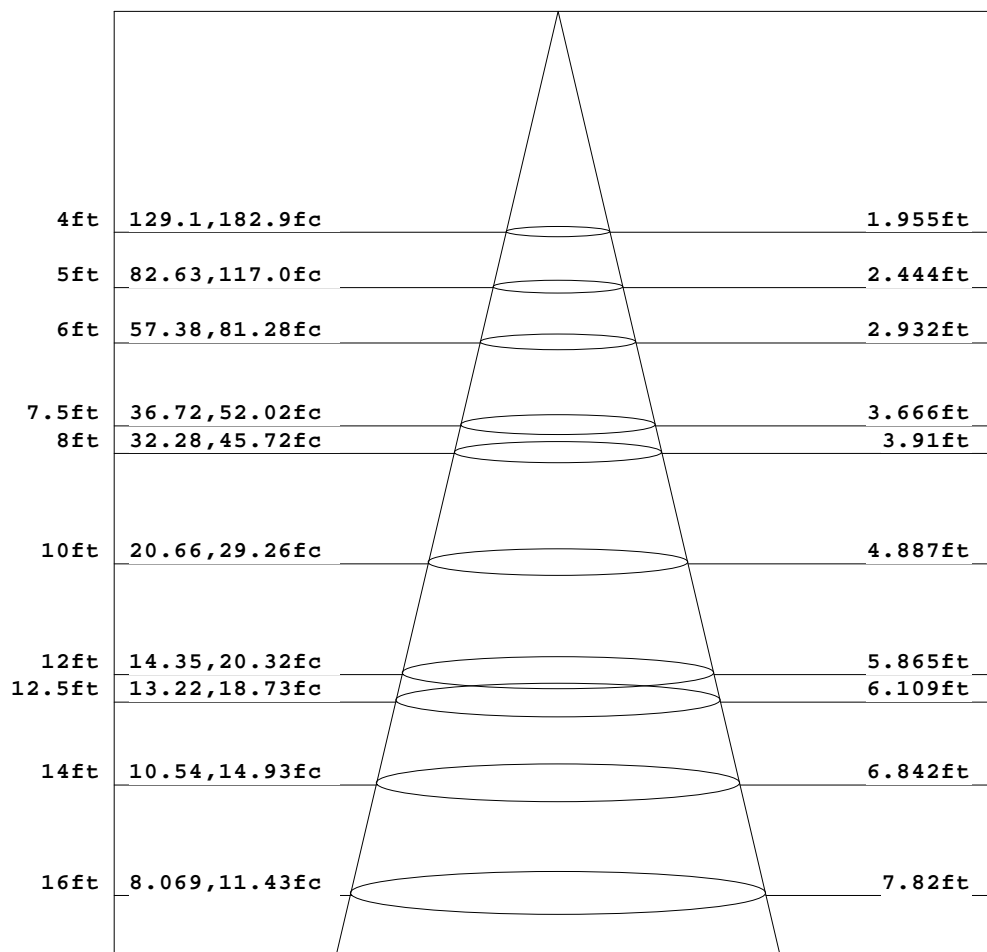 4ft 129.1,182.9fc 1.955ft
5ft 82.63,117.0fc 2.444ft
6ft 57.38,81.28fc 2.932ft
7.5ft 36.72,52.02fc 3.666ft
8ft 32.28,45.72fc 3.91ft
10ft 20.66,29.26fc 4.887ft
12ft 14.35,20.32fc 5.865ft
12.5ft 13.22,18.73fc 6.109ft
14ft 10.54,14.93fc 6.842ft
16ft 8.069,11.43fc 7.82ft